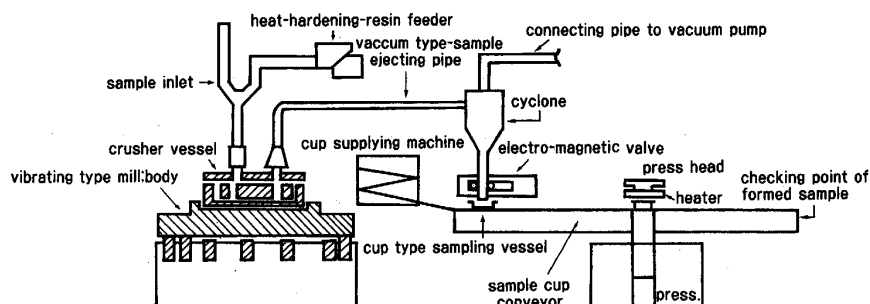 heat-hardening-resin feeder
vaccum type-sample
ejecting pipe
connecting pipe to vacuum pump
sample inlet
cyclone
crusher vessel
cup supplying machine
electro-magnetic valve
vibrating type mill:body
press head
heater
checking point of
formed sample
cup type sampling vessel
sample cup
conveyor
press.